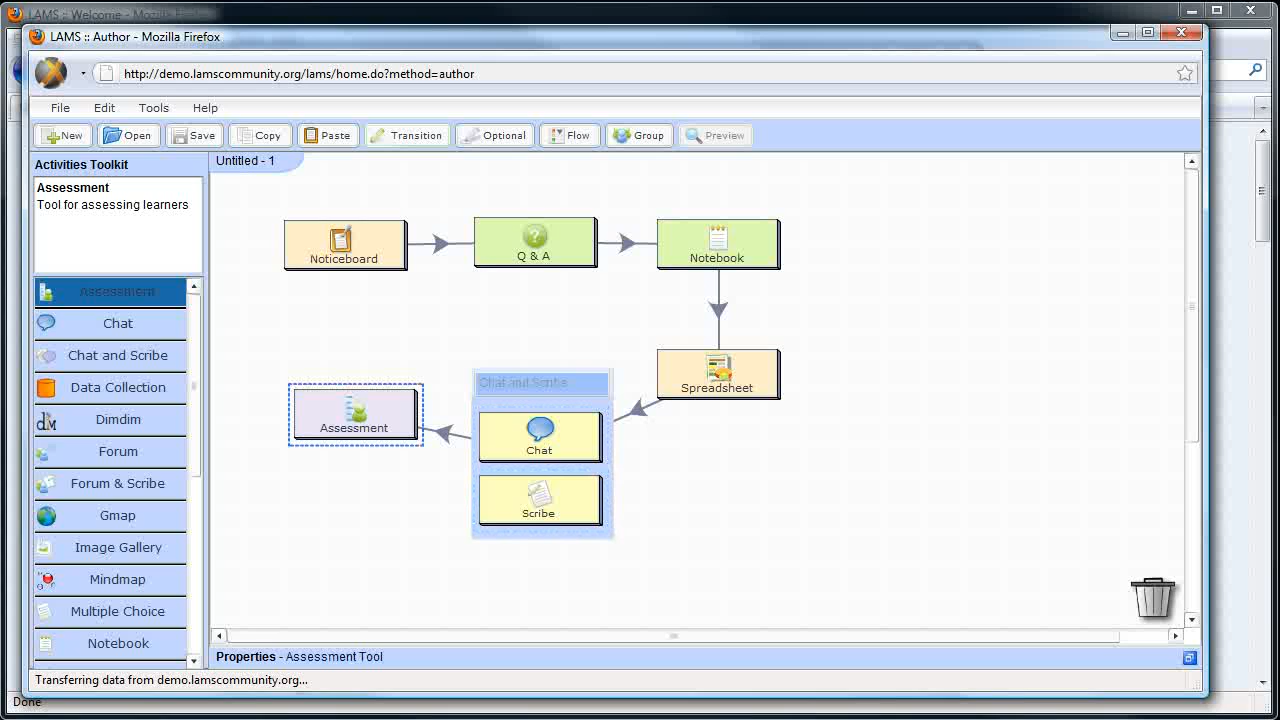 LAMS :: Welcome - Mozilla Firefox
LAMS :: Author - Mozilla Firefox
http://demo.lamscommunity.org/lams/home.do?method=author
File Edit Tools Help
New Open Save Copy Paste Transition Optional Flow Group Preview
Activities Toolkit
Untitled - 1
Assessment
Tool for assessing learners
Assessment
Chat
Chat and Scribe
Data Collection
Dimdim
Forum
Forum & Scribe
Gmap
Image Gallery
Mindmap
Multiple Choice
Notebook
Noticeboard
Q & A
Notebook
Spreadsheet
Chat and Scribe
Chat
Scribe
Assessment
Properties - Assessment Tool
Transferring data from demo.lamscommunity.org...
Done